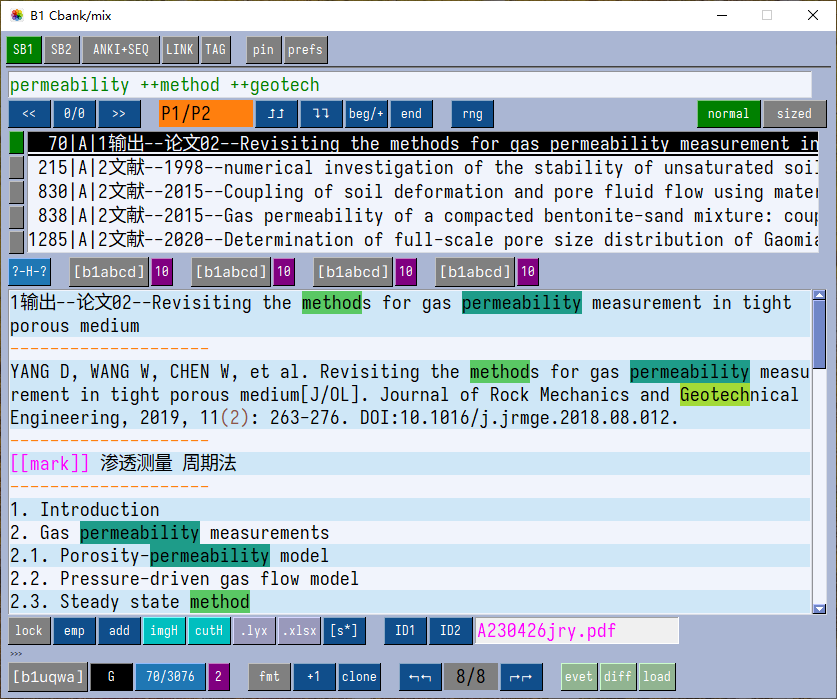 B1 Cbank/mix
SB1 SB2 ANKI+SEQ LINK TAG pin prefs
permeability ++method ++geotech
<< 0/0 >> P1/P2 beg/+ end rng normal sized
70|A|1输出--论文02--Revisiting the methods for gas permeability measurement in
215|A|2文献--1998--numerical investigation of the stability of unsaturated soi
830|A|2文献--2015--Coupling of soil deformation and pore fluid flow using mater
838|A|2文献--2015--Gas permeability of a compacted bentonite-sand mixture: coup
1285|A|2文献--2020--Determination of full-scale pore size distribution of Gaomia
?-H-? [b1abcd] 10 [b1abcd] 10 [b1abcd] 10 [b1abcd] 10
1输出--论文02--Revisiting the methods for gas permeability measurement in tight
porous medium
--------------------
YANG D, WANG W, CHEN W, et al. Revisiting the methods for gas permeability measu
rement in tight porous medium[J/OL]. Journal of Rock Mechanics and Geotechnical
Engineering, 2019, 11(2): 263-276. DOI:10.1016/j.jrmge.2018.08.012.
--------------------
[[mark]] 渗透测量 周期法
--------------------
1. Introduction
2. Gas permeability measurements
2.1. Porosity-permeability model
2.2. Pressure-driven gas flow model
2.3. Steady state method
lock emp add imgH cutH .lyx .xlsx [s*] ID1 ID2 A230426jry.pdf
>>>
[b1uqwa] G 70/3076 2 fmt +1 clone ↰↰ 8/8 ↱↱ evet diff load